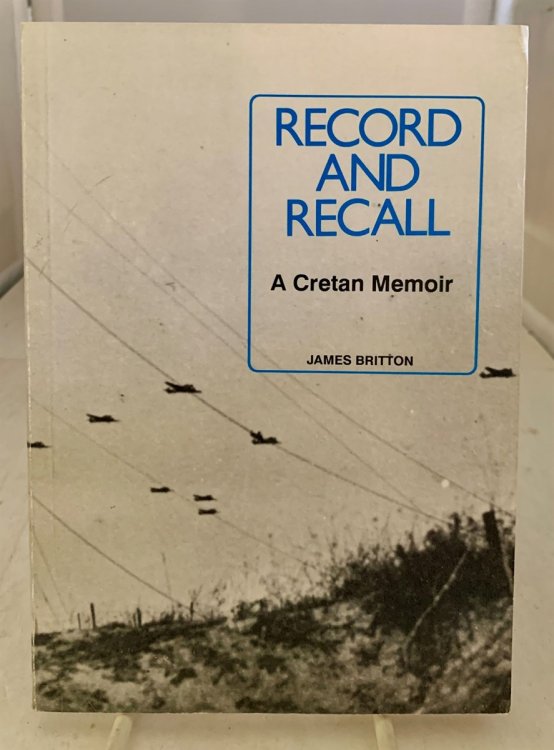 RECORD
AND
RECALL
A Cretan Memoir
JAMES BRITTON